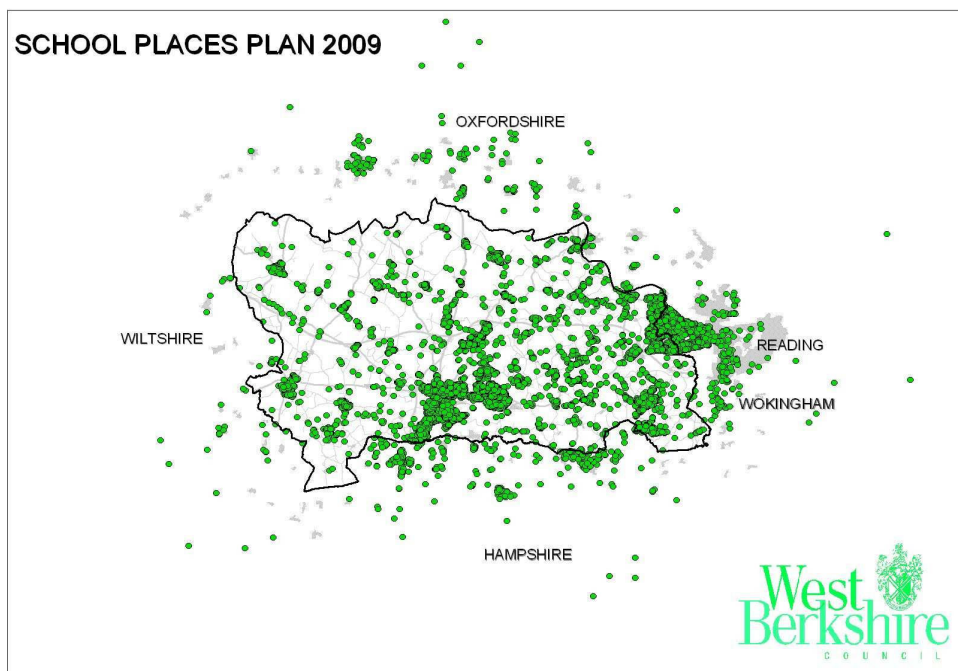 SCHOOL PLACES PLAN 2009
OXFORDSHIRE
WILTSHIRE
READING
WOKINGHAM
HAMPSHIRE
West
Berkshire
COUNCIL